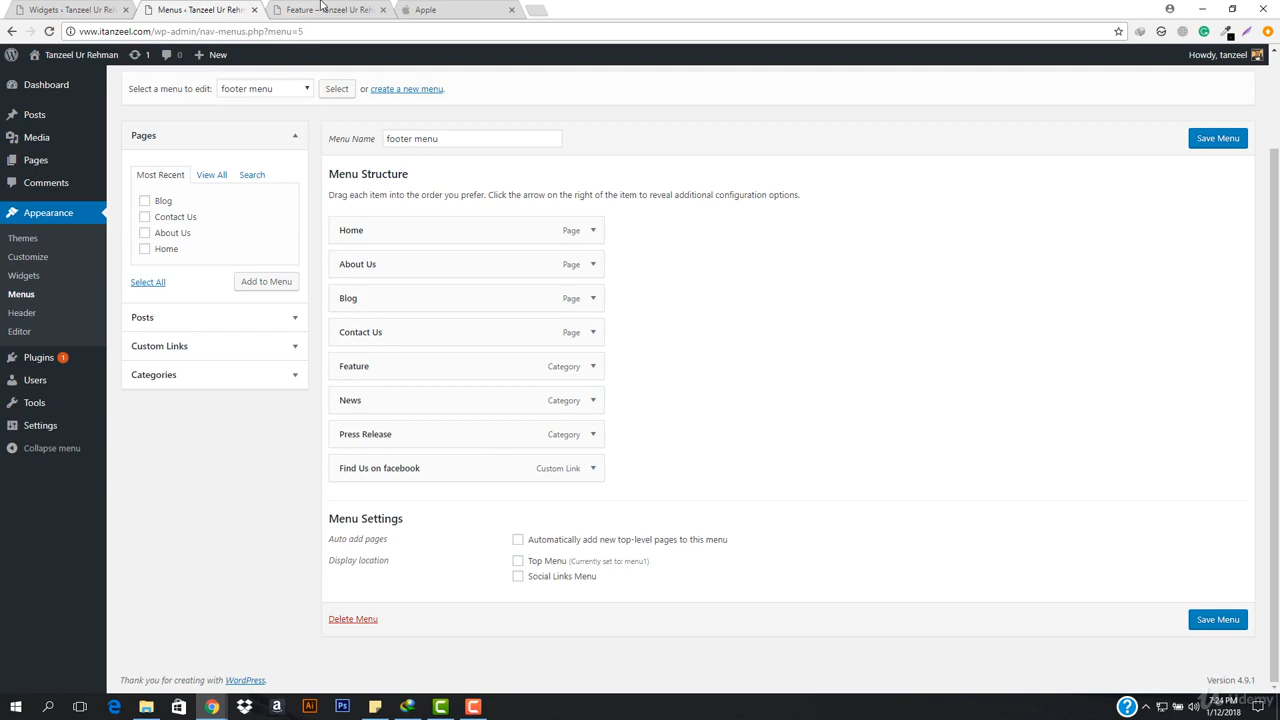 Widgets ‹ Tanzeel Ur Reh
Menus ‹ Tanzeel Ur Rehm
Feature – Tanzeel Ur Reh
Apple
www.itanzeel.com/wp-admin/nav-menus.php?menu=5
Tanzeel Ur Rehman
1
0
New
Howdy, tanzeel
Dashboard
Posts
Media
Pages
Comments
Appearance
Themes
Customize
Widgets
Menus
Header
Editor
Plugins 1
Users
Tools
Settings
Collapse menu
Select a menu to edit: footer menu Select or create a new menu.
Pages
Most Recent View All Search
Blog
Contact Us
About Us
Home
Select All Add to Menu
Posts
Custom Links
Categories
Menu Name footer menu Save Menu
Menu Structure
Drag each item into the order you prefer. Click the arrow on the right of the item to reveal additional configuration options.
Home Page
About Us Page
Blog Page
Contact Us Page
Feature Category
News Category
Press Release Category
Find Us on facebook Custom Link
Menu Settings
Auto add pages Automatically add new top-level pages to this menu
Display location Top Menu (Currently set to: menu1)
Social Links Menu
Delete Menu Save Menu
Thank you for creating with WordPress.
Version 4.9.1
Udemy
7:24 PM
1/12/2018